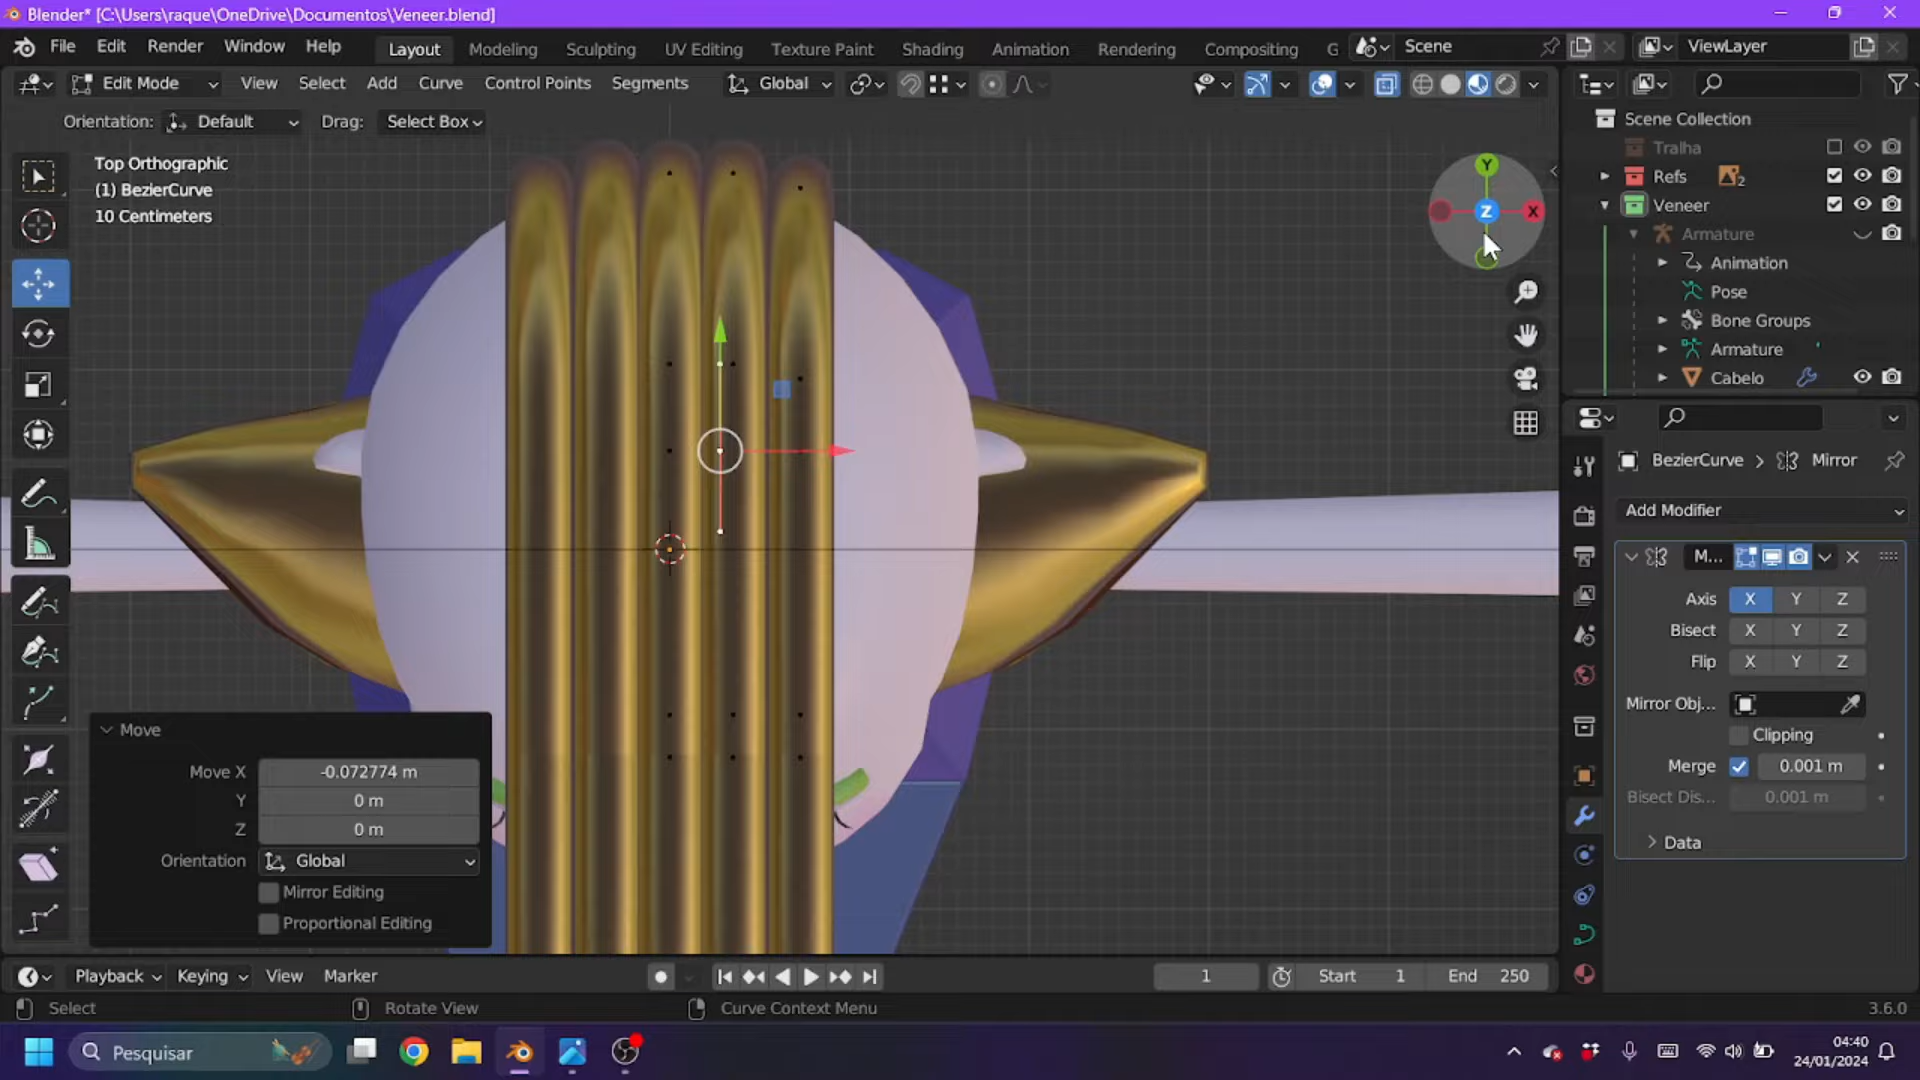 Blender* [C:\Users\raque\OneDrive\Documentos\Veneer.blend]
File Edit Render Window Help Layout Modeling Sculpting UV Editing Texture Paint Shading Animation Rendering Compositing G Scene ViewLayer
Edit Mode View Select Add Curve Control Points Segments Global
Orientation: Default Drag: Select Box
Top Orthographic
(1) BezierCurve
10 Centimeters
Y
Z
X
Scene Collection
Tralha
Refs 2
Veneer
Armature
Animation
Pose
Bone Groups
Armature
Cabelo
BezierCurve > Mirror
Add Modifier
M...
Axis X Y Z
Bisect X Y Z
Flip X Y Z
Mirror Obj...
Clipping
Merge 0.001 m
Bisect Dis... 0.001 m
Data
Move
Move X -0.072774 m
Y 0 m
Z 0 m
Orientation Global
Mirror Editing
Proportional Editing
Playback Keying View Marker 1 Start 1 End 250
Select Rotate View Curve Context Menu 3.6.0
Pesquisar
04:40
24/01/2024